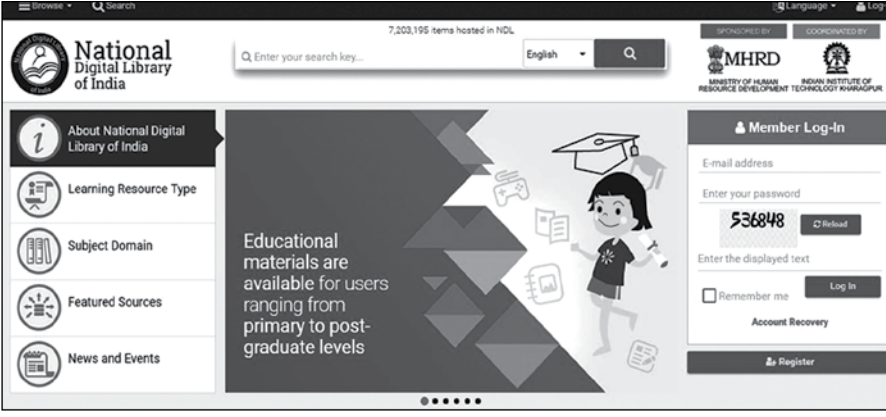 Browse
Search
Language
Log-
7,203,195 items hosted in NDL
National
Digital Library
of India
Enter your search key...
English
SPONSORED BY
COORDINATED BY
MHRD
MINISTRY OF HUMAN
RESOURCE DEVELOPMENT
INDIAN INSTITUTE OF
TECHNOLOGY KHARAGPUR
About National Digital
Library of India
Learning Resource Type
Subject Domain
Featured Sources
News and Events
Educational
materials are
available for users
ranging from
primary to post-
graduate levels
Member Log-In
E-mail address
Enter your password
536848
Reload
Enter the displayed text
Remember me
Log In
Account Recovery
Register